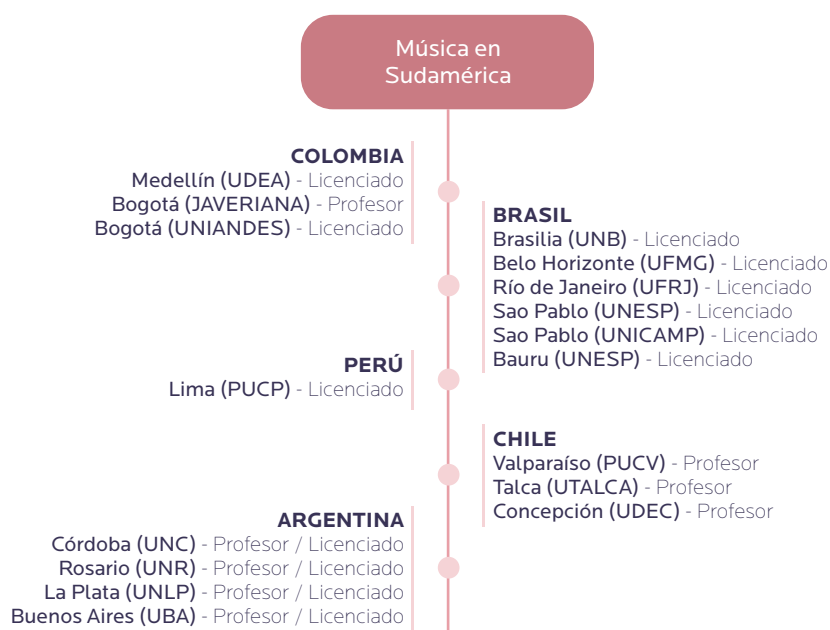 Música en
Sudamérica
COLOMBIA
Medellín (UDEA) - Licenciado
Bogotá (JAVERIANA) - Profesor
Bogotá (UNIANDES) - Licenciado
BRASIL
Brasilia (UNB) - Licenciado
Belo Horizonte (UFMG) - Licenciado
Río de Janeiro (UFRJ) - Licenciado
Sao Pablo (UNESP) - Licenciado
Sao Pablo (UNICAMP) - Licenciado
Bauru (UNESP) - Licenciado
PERÚ
Lima (PUCP) - Licenciado
CHILE
Valparaíso (PUCV) - Profesor
Talca (UTALCA) - Profesor
Concepción (UDEC) - Profesor
ARGENTINA
Córdoba (UNC) - Profesor / Licenciado
Rosario (UNR) - Profesor / Licenciado
La Plata (UNLP) - Profesor / Licenciado
Buenos Aires (UBA) - Profesor / Licenciado